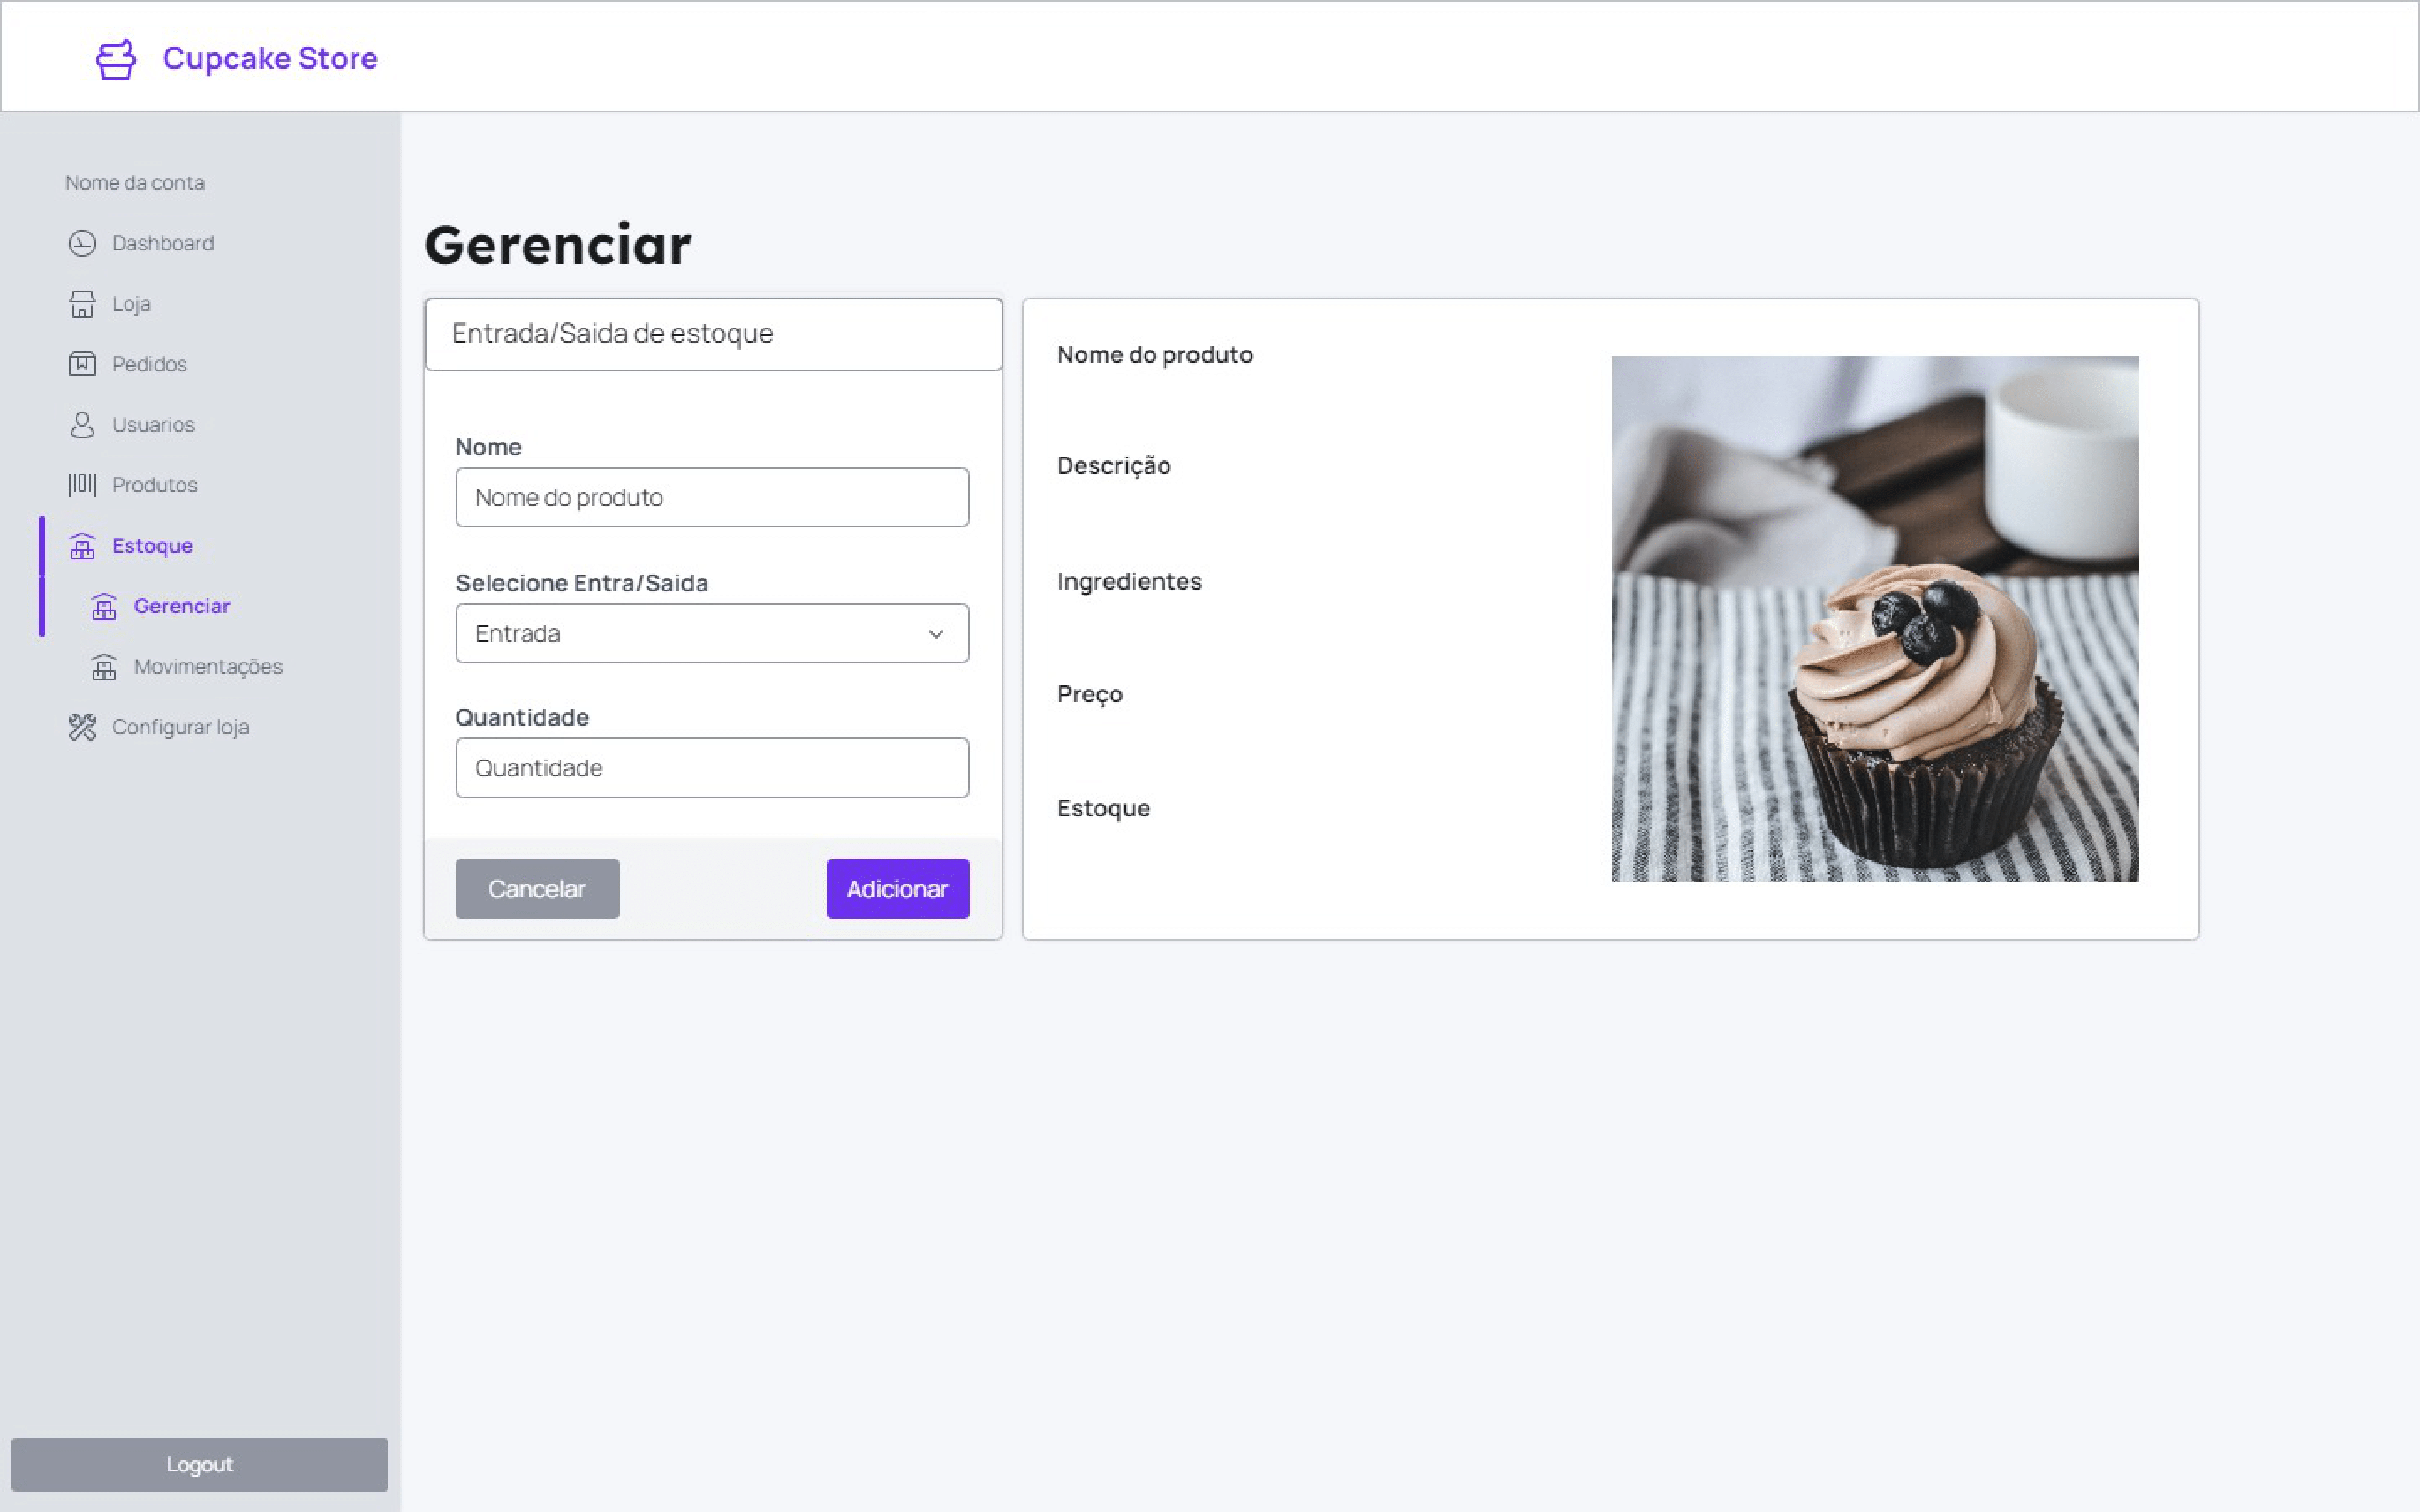 Cupcake Store
Nome da conta
Dashboard
Loja
Pedidos
Usuarios
Produtos
Estoque
Gerenciar
Movimentações
Configurar loja
Logout
Gerenciar
Entrada/Saida de estoque
Nome
Nome do produto
Selecione Entra/Saida
Entrada
Quantidade
Quantidade
Cancelar
Adicionar
Nome do produto
Descrição
Ingredientes
Preço
Estoque